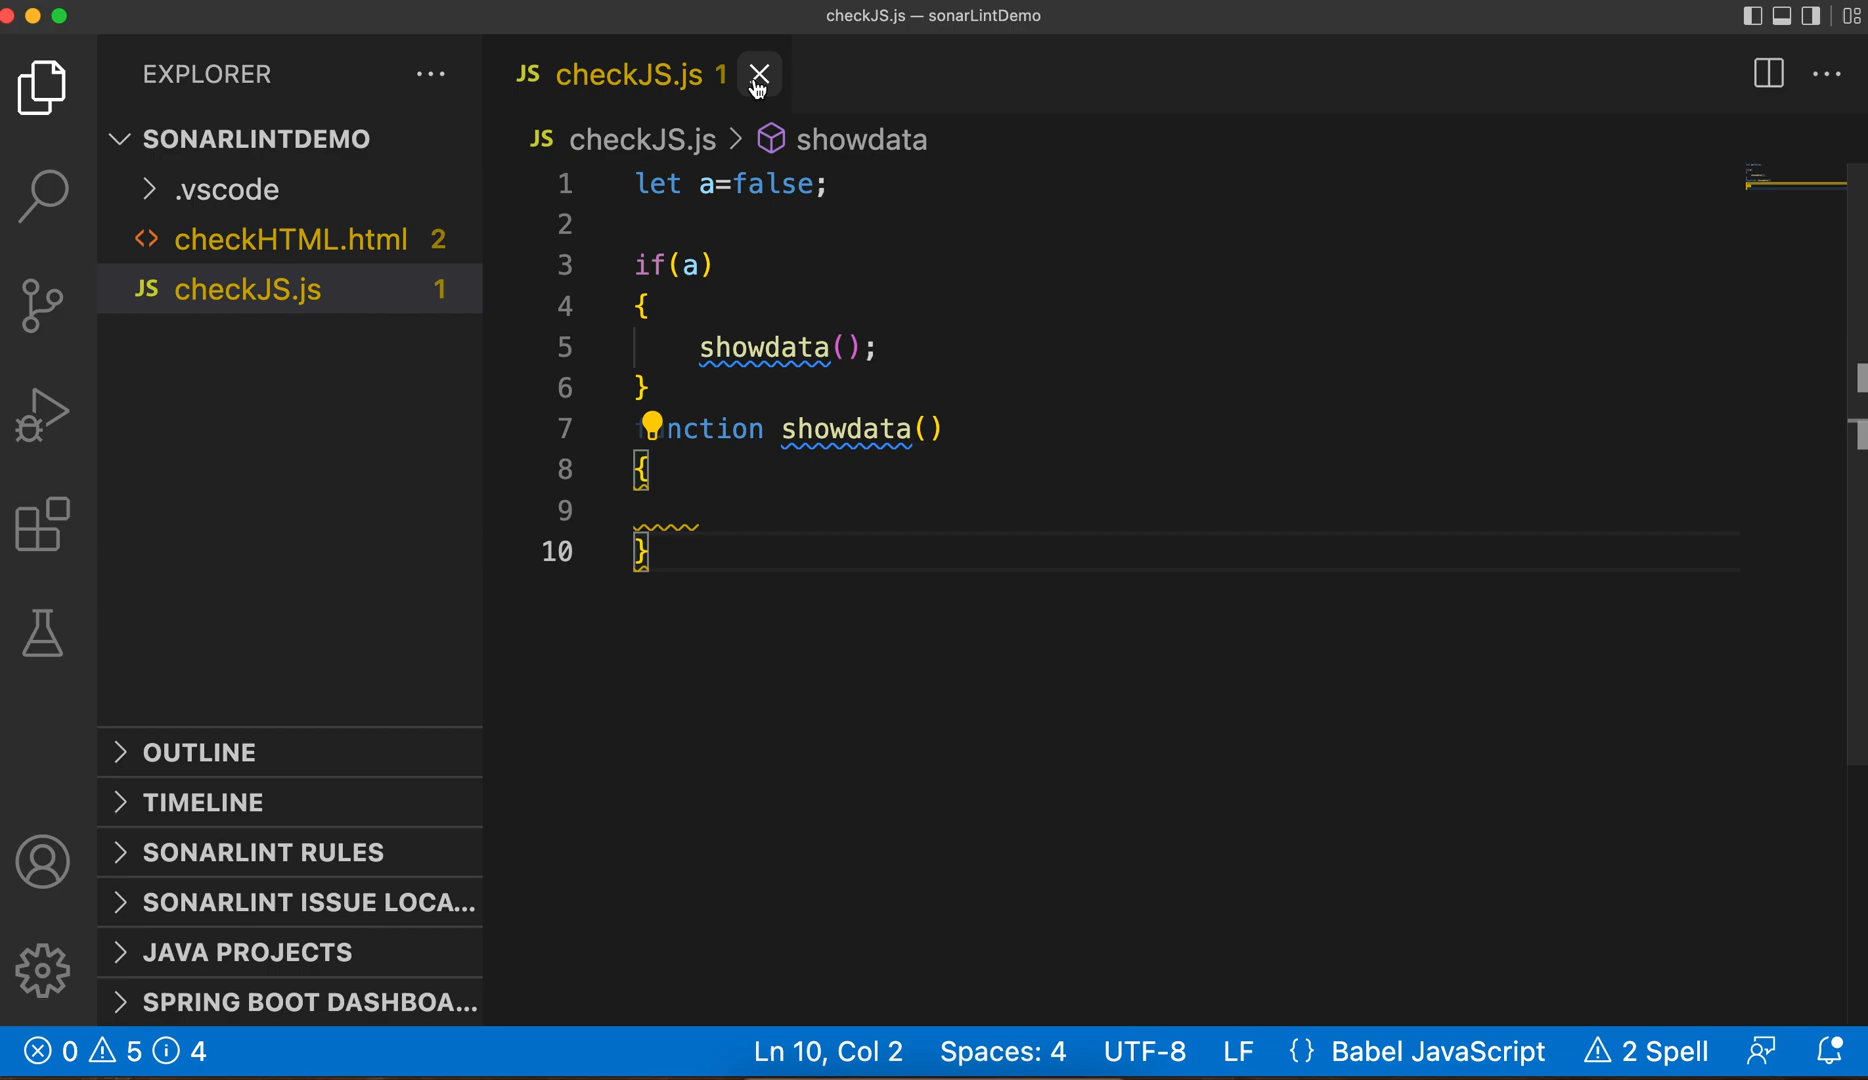 checkJS.js — sonarLintDemo
EXPLORER
SONARLINTDEMO
.vscode
<> checkHTML.html 2
JS checkJS.js 1
OUTLINE
TIMELINE
SONARLINT RULES
SONARLINT ISSUE LOCA...
JAVA PROJECTS
SPRING BOOT DASHBOA...
JS checkJS.js 1
JS checkJS.js > showdata
1 let a=false;
2
3 if(a)
4 {
5 showdata();
6 }
7 nction showdata()
8 {
9
10 }
0 5 4
Ln 10, Col 2 Spaces: 4 UTF-8 LF {} Babel JavaScript 2 Spell